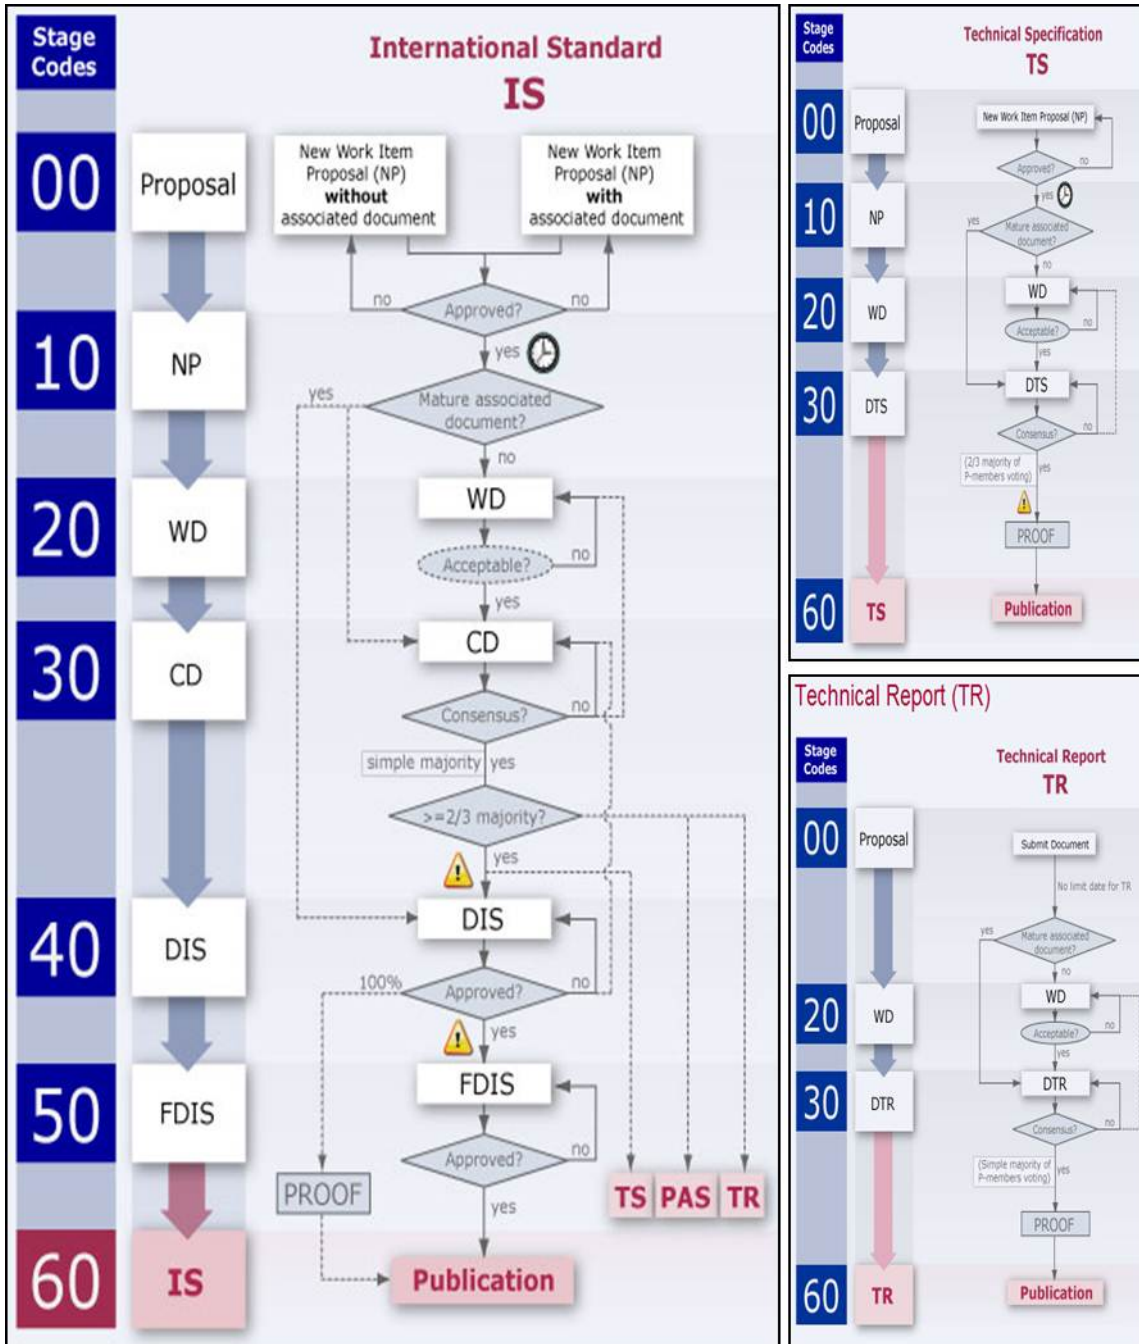 Stage
Codes
International Standard
IS
00
Proposal
New Work Item
Proposal (NP)
without
associated document
New Work Item
Proposal (NP)
with
associated document
no
Approved?
no
10
NP
yes
yes
Mature associated
document?
no
20
WD
WD
Acceptable?
no
yes
30
CD
CD
Consensus?
no
simple majority
yes
>=2/3 majority?
yes
40
DIS
DIS
100%
Approved?
no
yes
50
FDIS
FDIS
Approved?
no
PROOF
yes
TS
PAS
TR
60
IS
Publication
Stage
Codes
Technical Specification
TS
00
Proposal
New Work Item Proposal (NP)
Approved?
no
yes
10
NP
yes
Mature associated
document?
no
20
WD
WD
Acceptable?
no
yes
30
DTS
DTS
Consensus?
no
(2/3 majority of
P-members voting)
yes
PROOF
60
TS
Publication
Technical Report (TR)
Stage
Codes
Technical Report
TR
00
Proposal
Submit Document
No limit date for TR
yes
Mature associated
document?
no
20
WD
WD
Acceptable?
no
yes
30
DTR
DTR
Consensus?
no
(Simple majority of
P-members voting)
yes
PROOF
60
TR
Publication